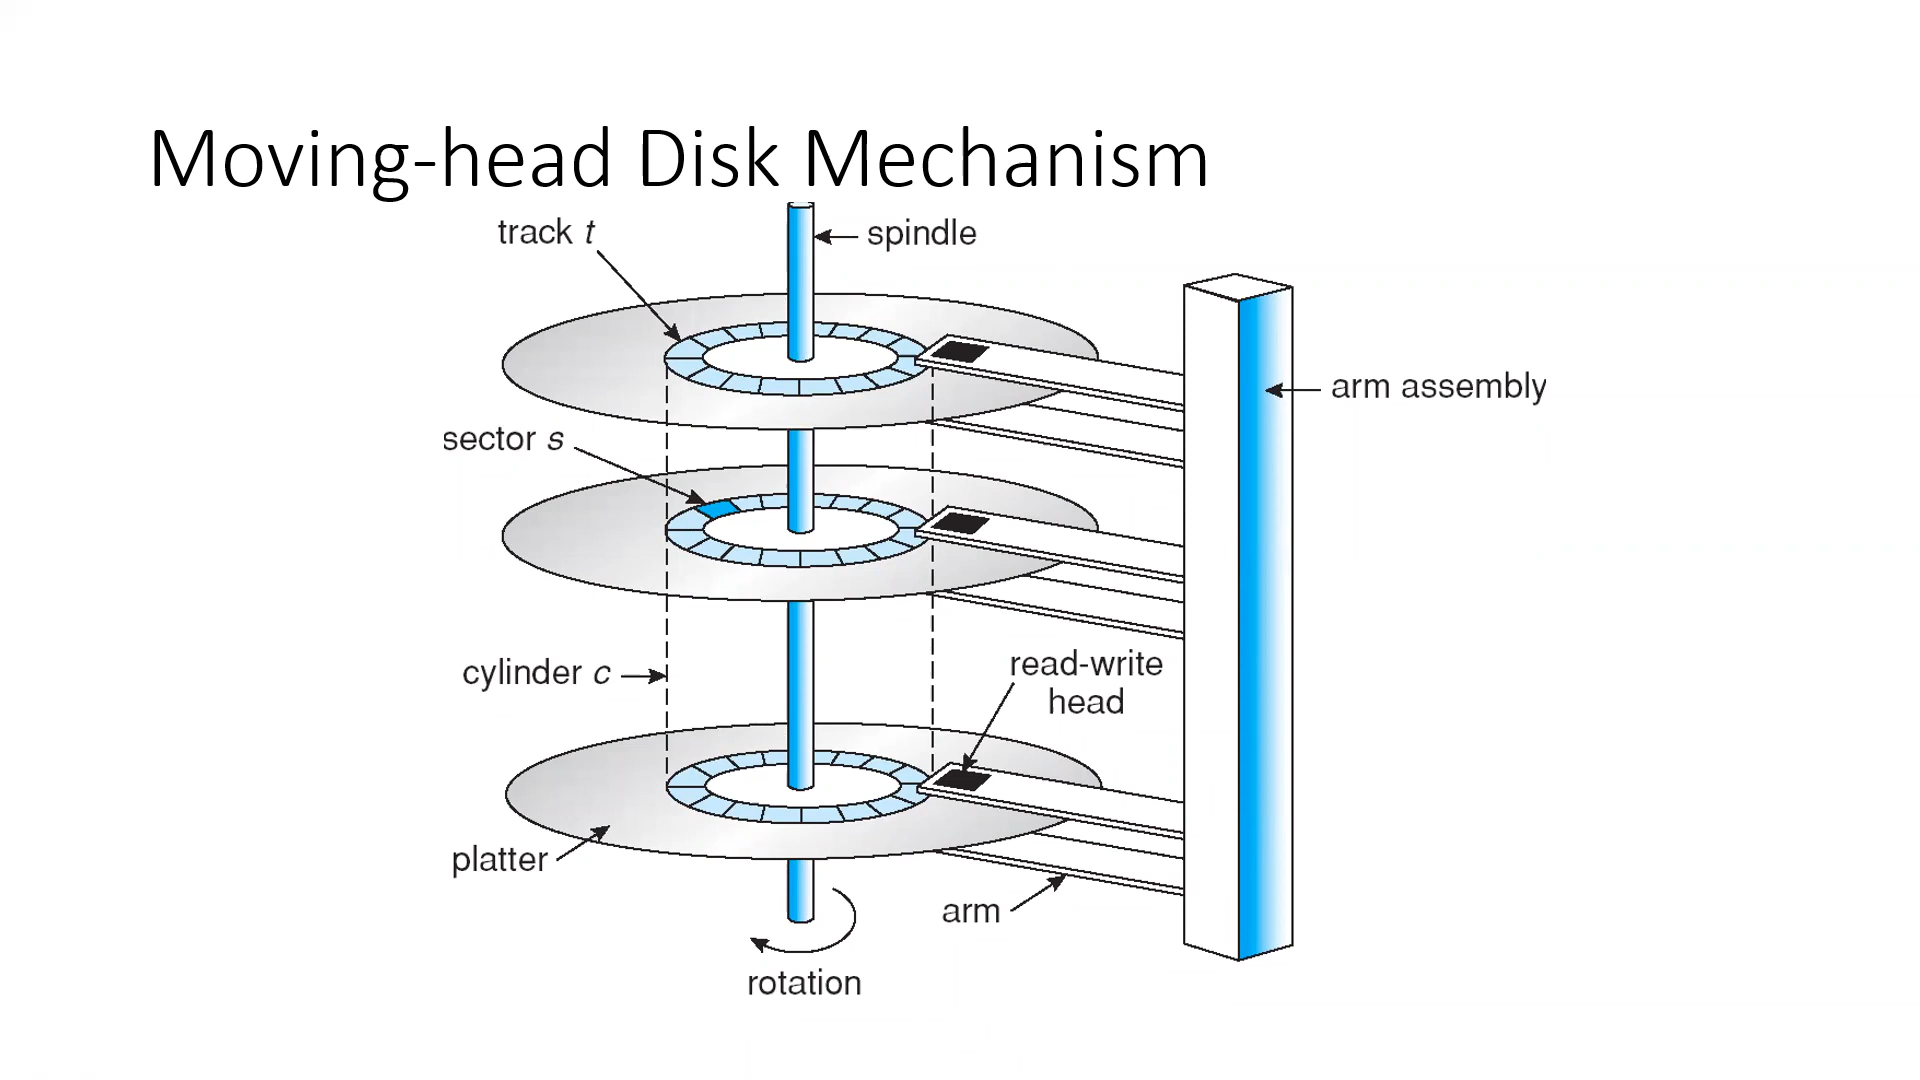 Moving-head Disk Mechanism
track t
spindle
arm assembly
sector s
cylinder c
read-write
head
platter
arm
rotation